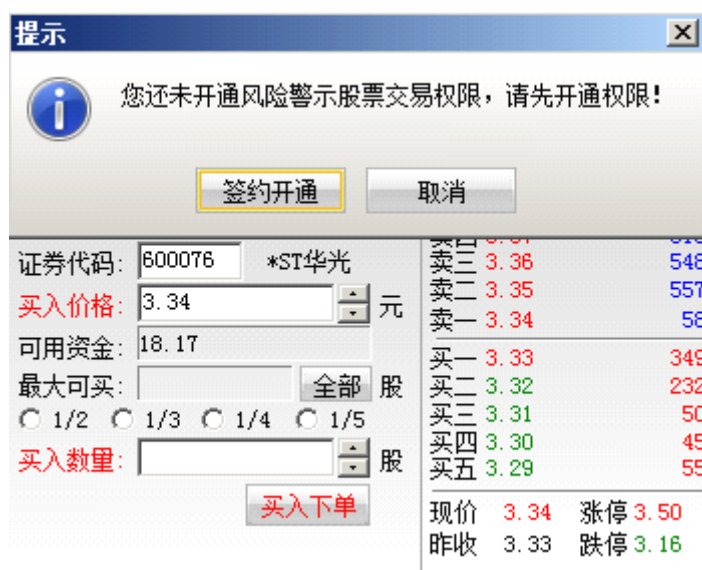 提示
您还未开通风险警示股票交易权限，请先开通权限！
签约开通 取消
证券代码: 600076 *ST华光
买入价格: 3.34 元
可用资金: 18.17
最大可买: 全部 股
1/2 1/3 1/4 1/5
买入数量: 股
买入下单
卖三 3.36 548
卖二 3.35 557
卖一 3.34 58
买一 3.33 349
买二 3.32 232
买三 3.31 50
买四 3.30 45
买五 3.29 55
现价 3.34 涨停 3.50
昨收 3.33 跌停 3.16